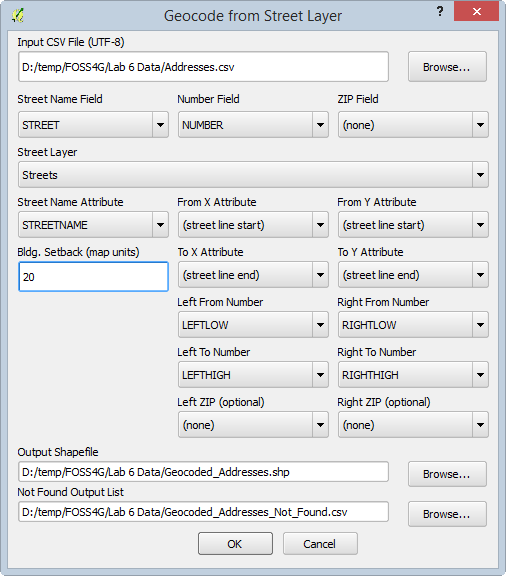 Geocode from Street Layer
?
Input CSV File (UTF-8)
D:/temp/FOSS4G/Lab 6 Data/Addresses.csv
Browse...
Street Name Field Number Field ZIP Field
STREET NUMBER (none)
Street Layer
Streets
Street Name Attribute From X Attribute From Y Attribute
STREETNAME (street line start) (street line start)
Bldg. Setback (map units) To X Attribute To Y Attribute
20 (street line end) (street line end)
Left From Number Right From Number
LEFTLOW RIGHTLOW
Left To Number Right To Number
LEFTHIGH RIGHTHIGH
Left ZIP (optional) Right ZIP (optional)
(none) (none)
Output Shapefile
D:/temp/FOSS4G/Lab 6 Data/Geocoded_Addresses.shp Browse...
Not Found Output List
D:/temp/FOSS4G/Lab 6 Data/Geocoded_Addresses_Not_Found.csv Browse...
OK Cancel